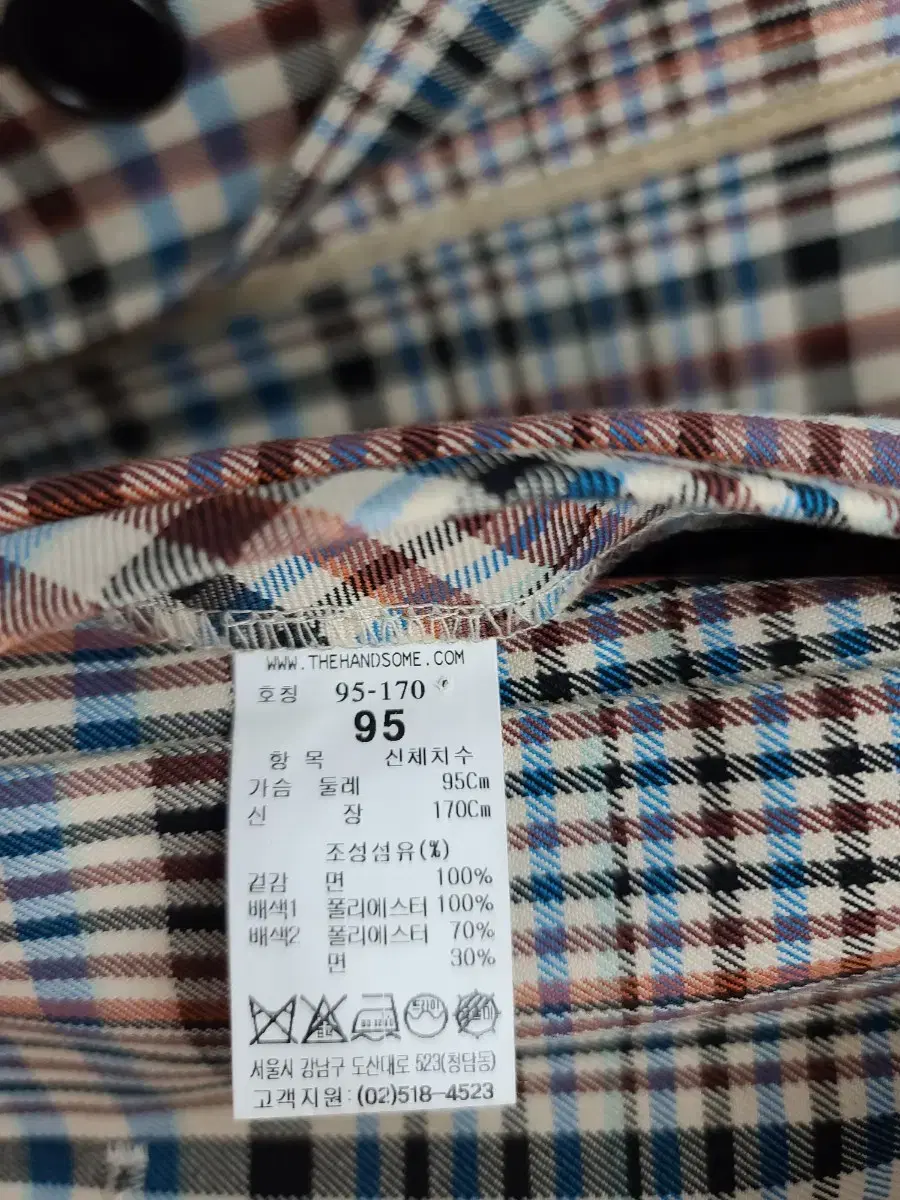 WWW.THEHANDSOME.COM
호칭 95-170
95
항 목 신체치수
가슴 둘레 95Cm
신 장 170Cm
조성섬유(%)
겉감 면 100%
배색1 폴리에스터 100%
배색2 폴리에스터 70%
면 30%
드라이
서울시 강남구 도산대로 523(청담동)
고객지원 : (02)518-4523